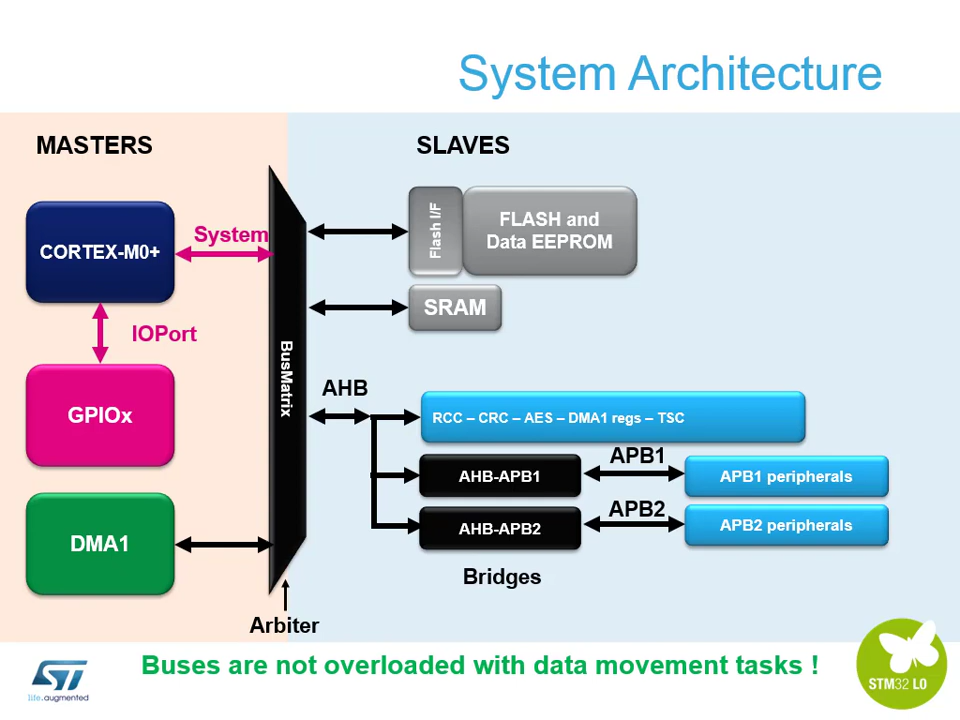 System Architecture
MASTERS
SLAVES
CORTEX-M0+
System
IOPort
GPIOx
DMA1
BusMatrix
Arbiter
Flash I/F
FLASH and
Data EEPROM
SRAM
AHB
RCC – CRC – AES – DMA1 regs – TSC
AHB-APB1
APB1
APB1 peripherals
AHB-APB2
APB2
APB2 peripherals
Bridges
Buses are not overloaded with data movement tasks !
ST
life.augmented
STM32 L0